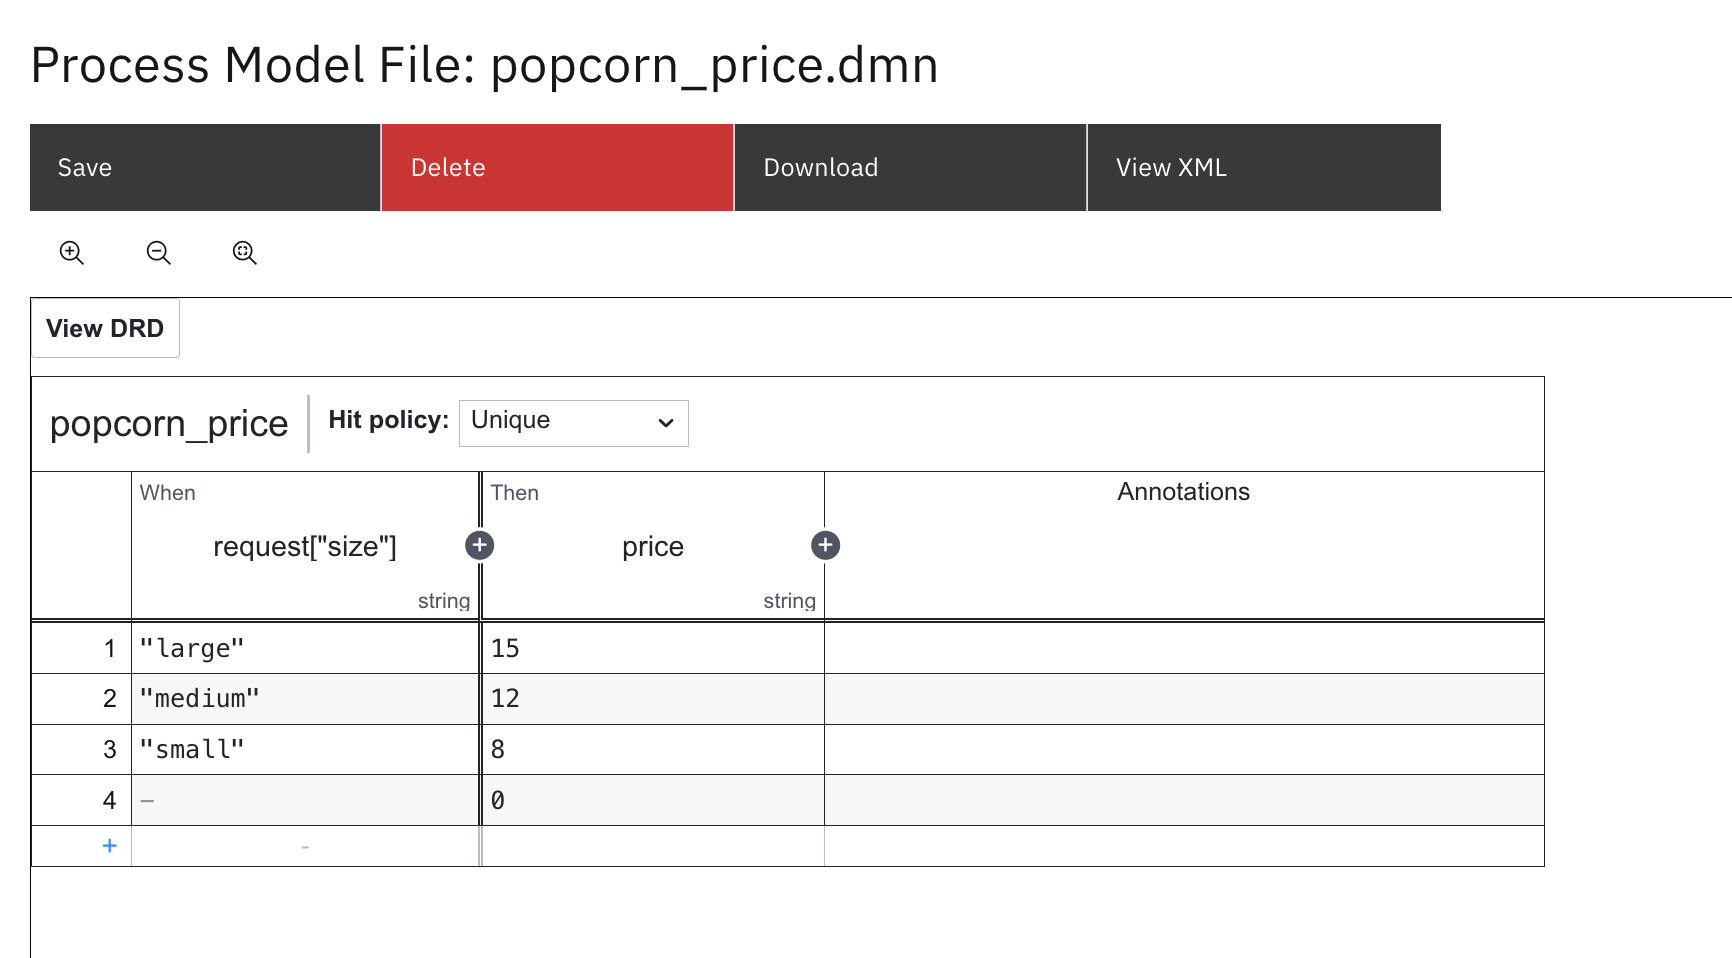 Process Model File: popcorn_price.dmn
Save Delete Download View XML
View DRD
popcorn_price Hit policy: Unique
When Then Annotations
request["size"] + price +
string string
1 "large" 15
2 "medium" 12
3 "small" 8
4 – 0
+ -